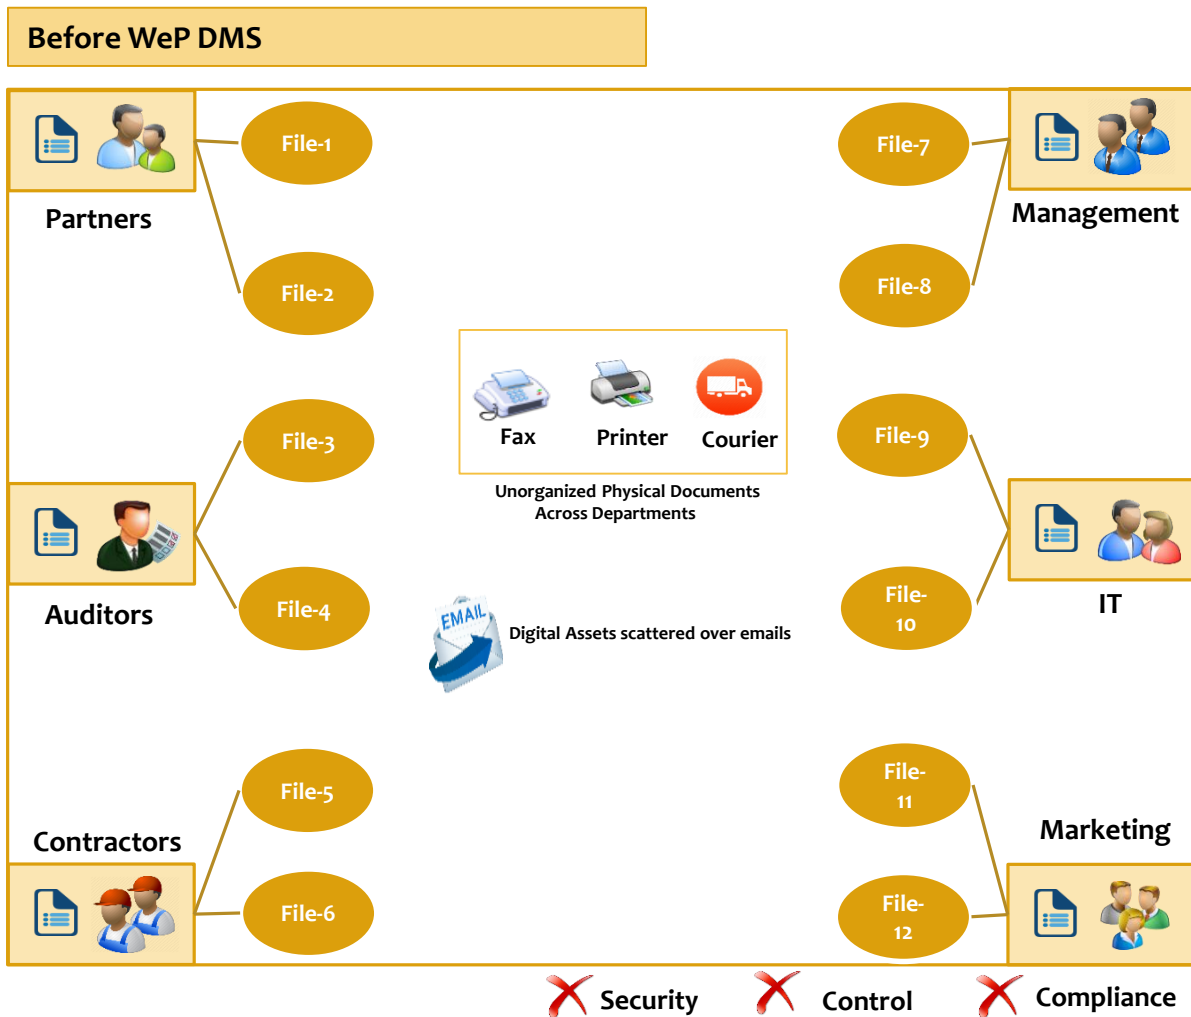 Before WeP DMS
File-1
File-7
Partners
Management
File-2
File-8
Fax
Printer
Courier
File-3
File-9
Unorganized Physical Documents
Across Departments
Auditors
File-4
EMAIL
Digital Assets scattered over emails
File-
10
IT
File-5
File-
11
Contractors
Marketing
File-6
File-
12
Security
Control
Compliance